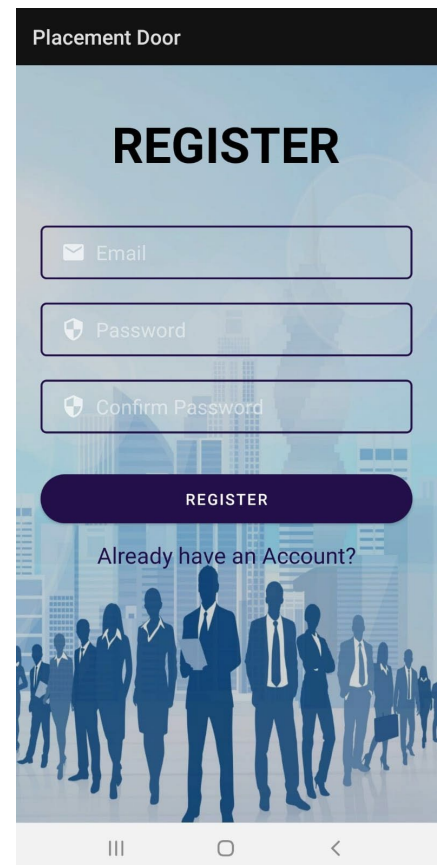 Placement Door
REGISTER
Email
Password
Confirm Password
REGISTER
Already have an Account?